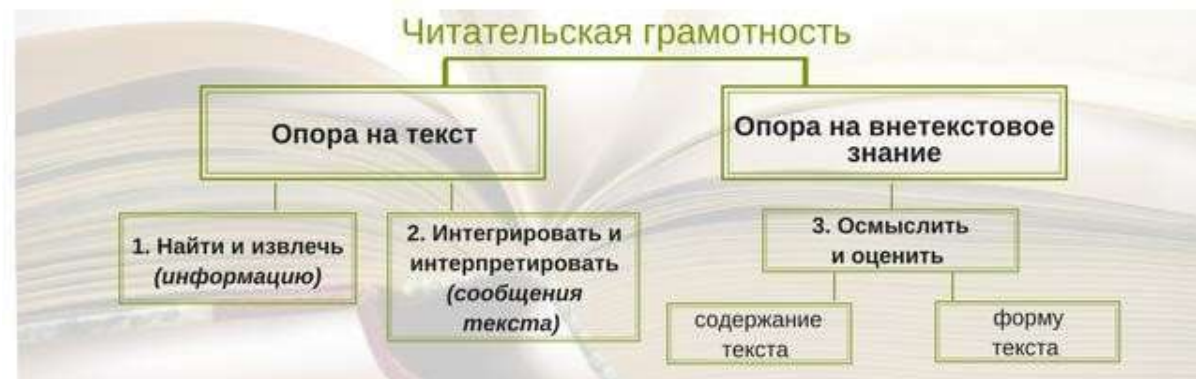 Читательская грамотность
Опора на текст
Опора на внетекстовое
знание
1. Найти и извлечь
(информацию)
2. Интегрировать и
интерпретировать
(сообщения
текста)
3. Осмыслить
и оценить
содержание
текста
форму
текста